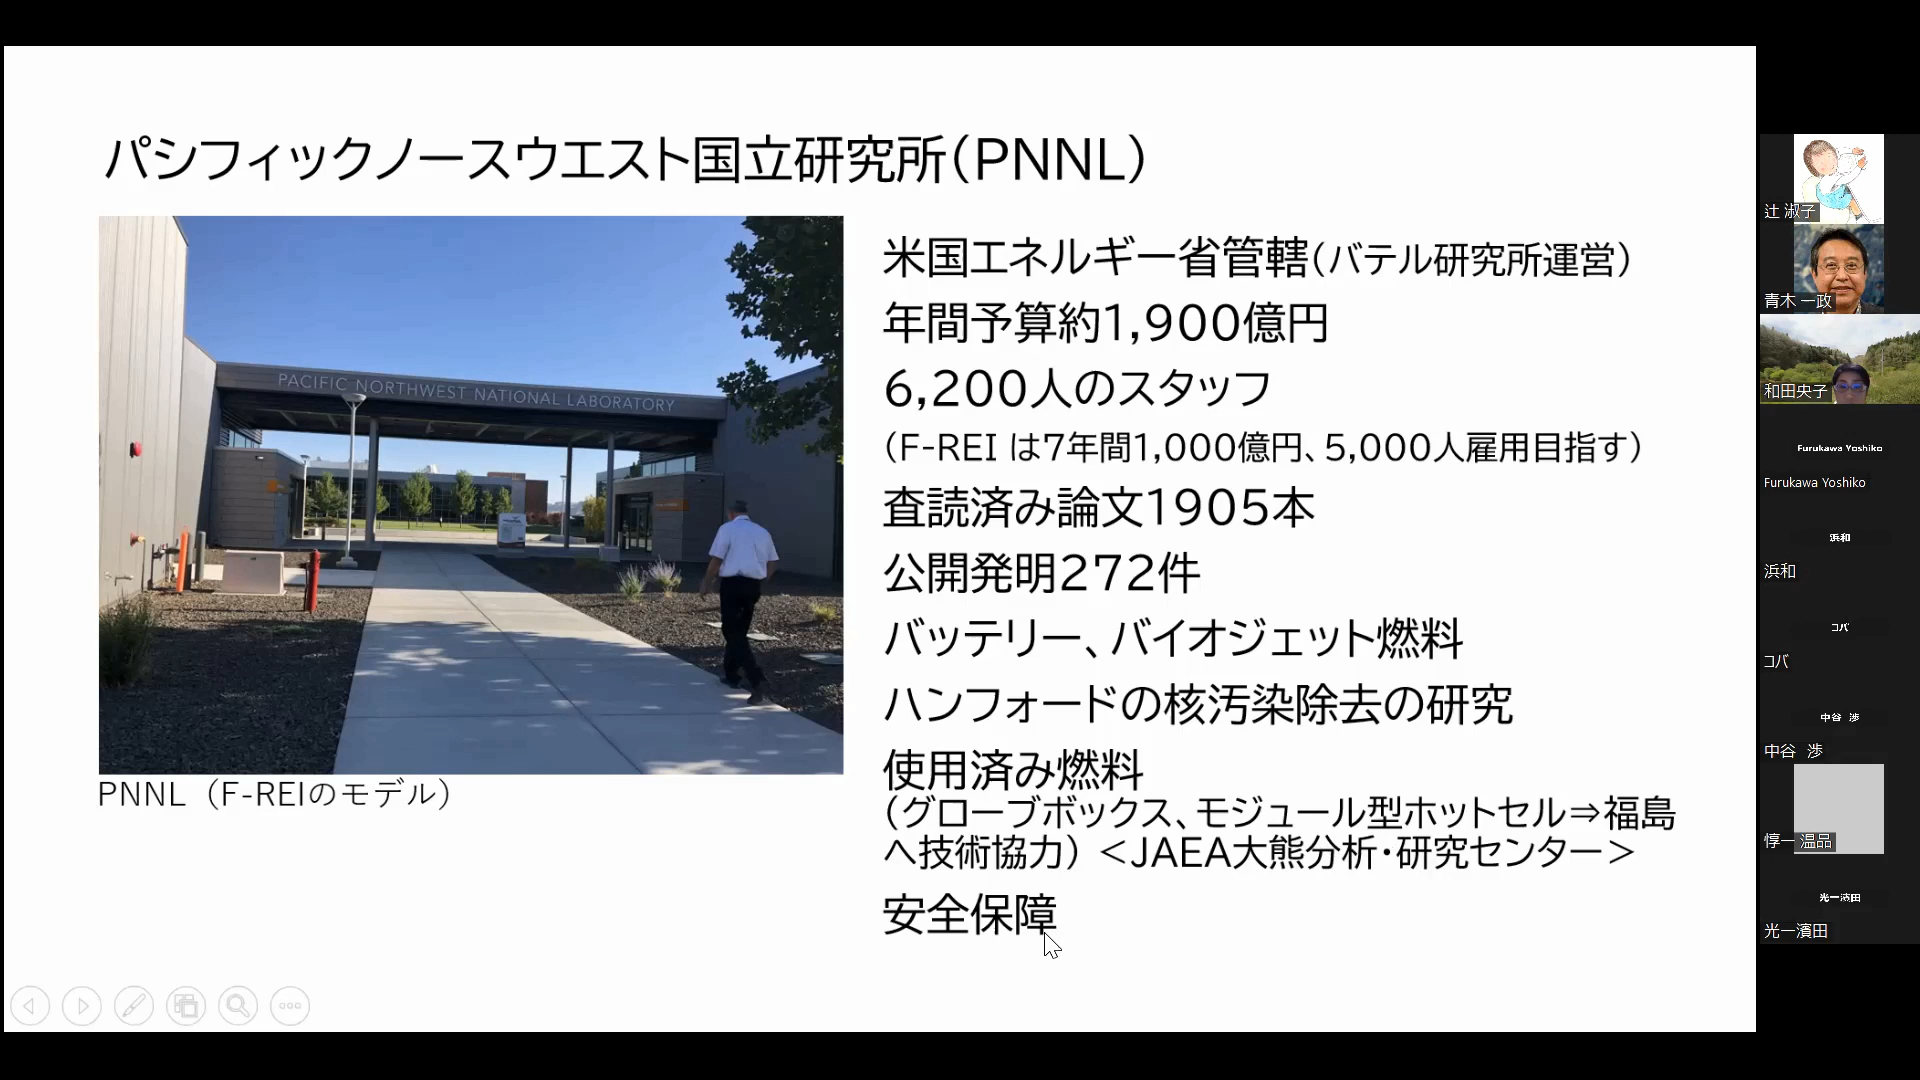 パシフィックノースウエスト国立研究所(PNNL)
PACIFIC NORTHWEST NATIONAL LABORATORY
PNNL（F-REIのモデル）
米国エネルギー省管轄(バテル研究所運営)
年間予算約1,900億円
6,200人のスタッフ
(F-REI は7年間1,000億円、5,000人雇用目指す)
査読済み論文1905本
公開発明272件
バッテリー、バイオジェット燃料
ハンフォードの核汚染除去の研究
使用済み燃料
(グローブボックス、モジュール型ホットセル⇒福島
へ技術協力) <JAEA大熊分析・研究センター>
安全保障
辻 淑子
青木 一政
和田央子
Furukawa Yoshiko
Furukawa Yoshiko
浜和
浜和
コバ
コバ
中谷 渉
中谷 渉
惇一 温品
光一濱田
光一濱田